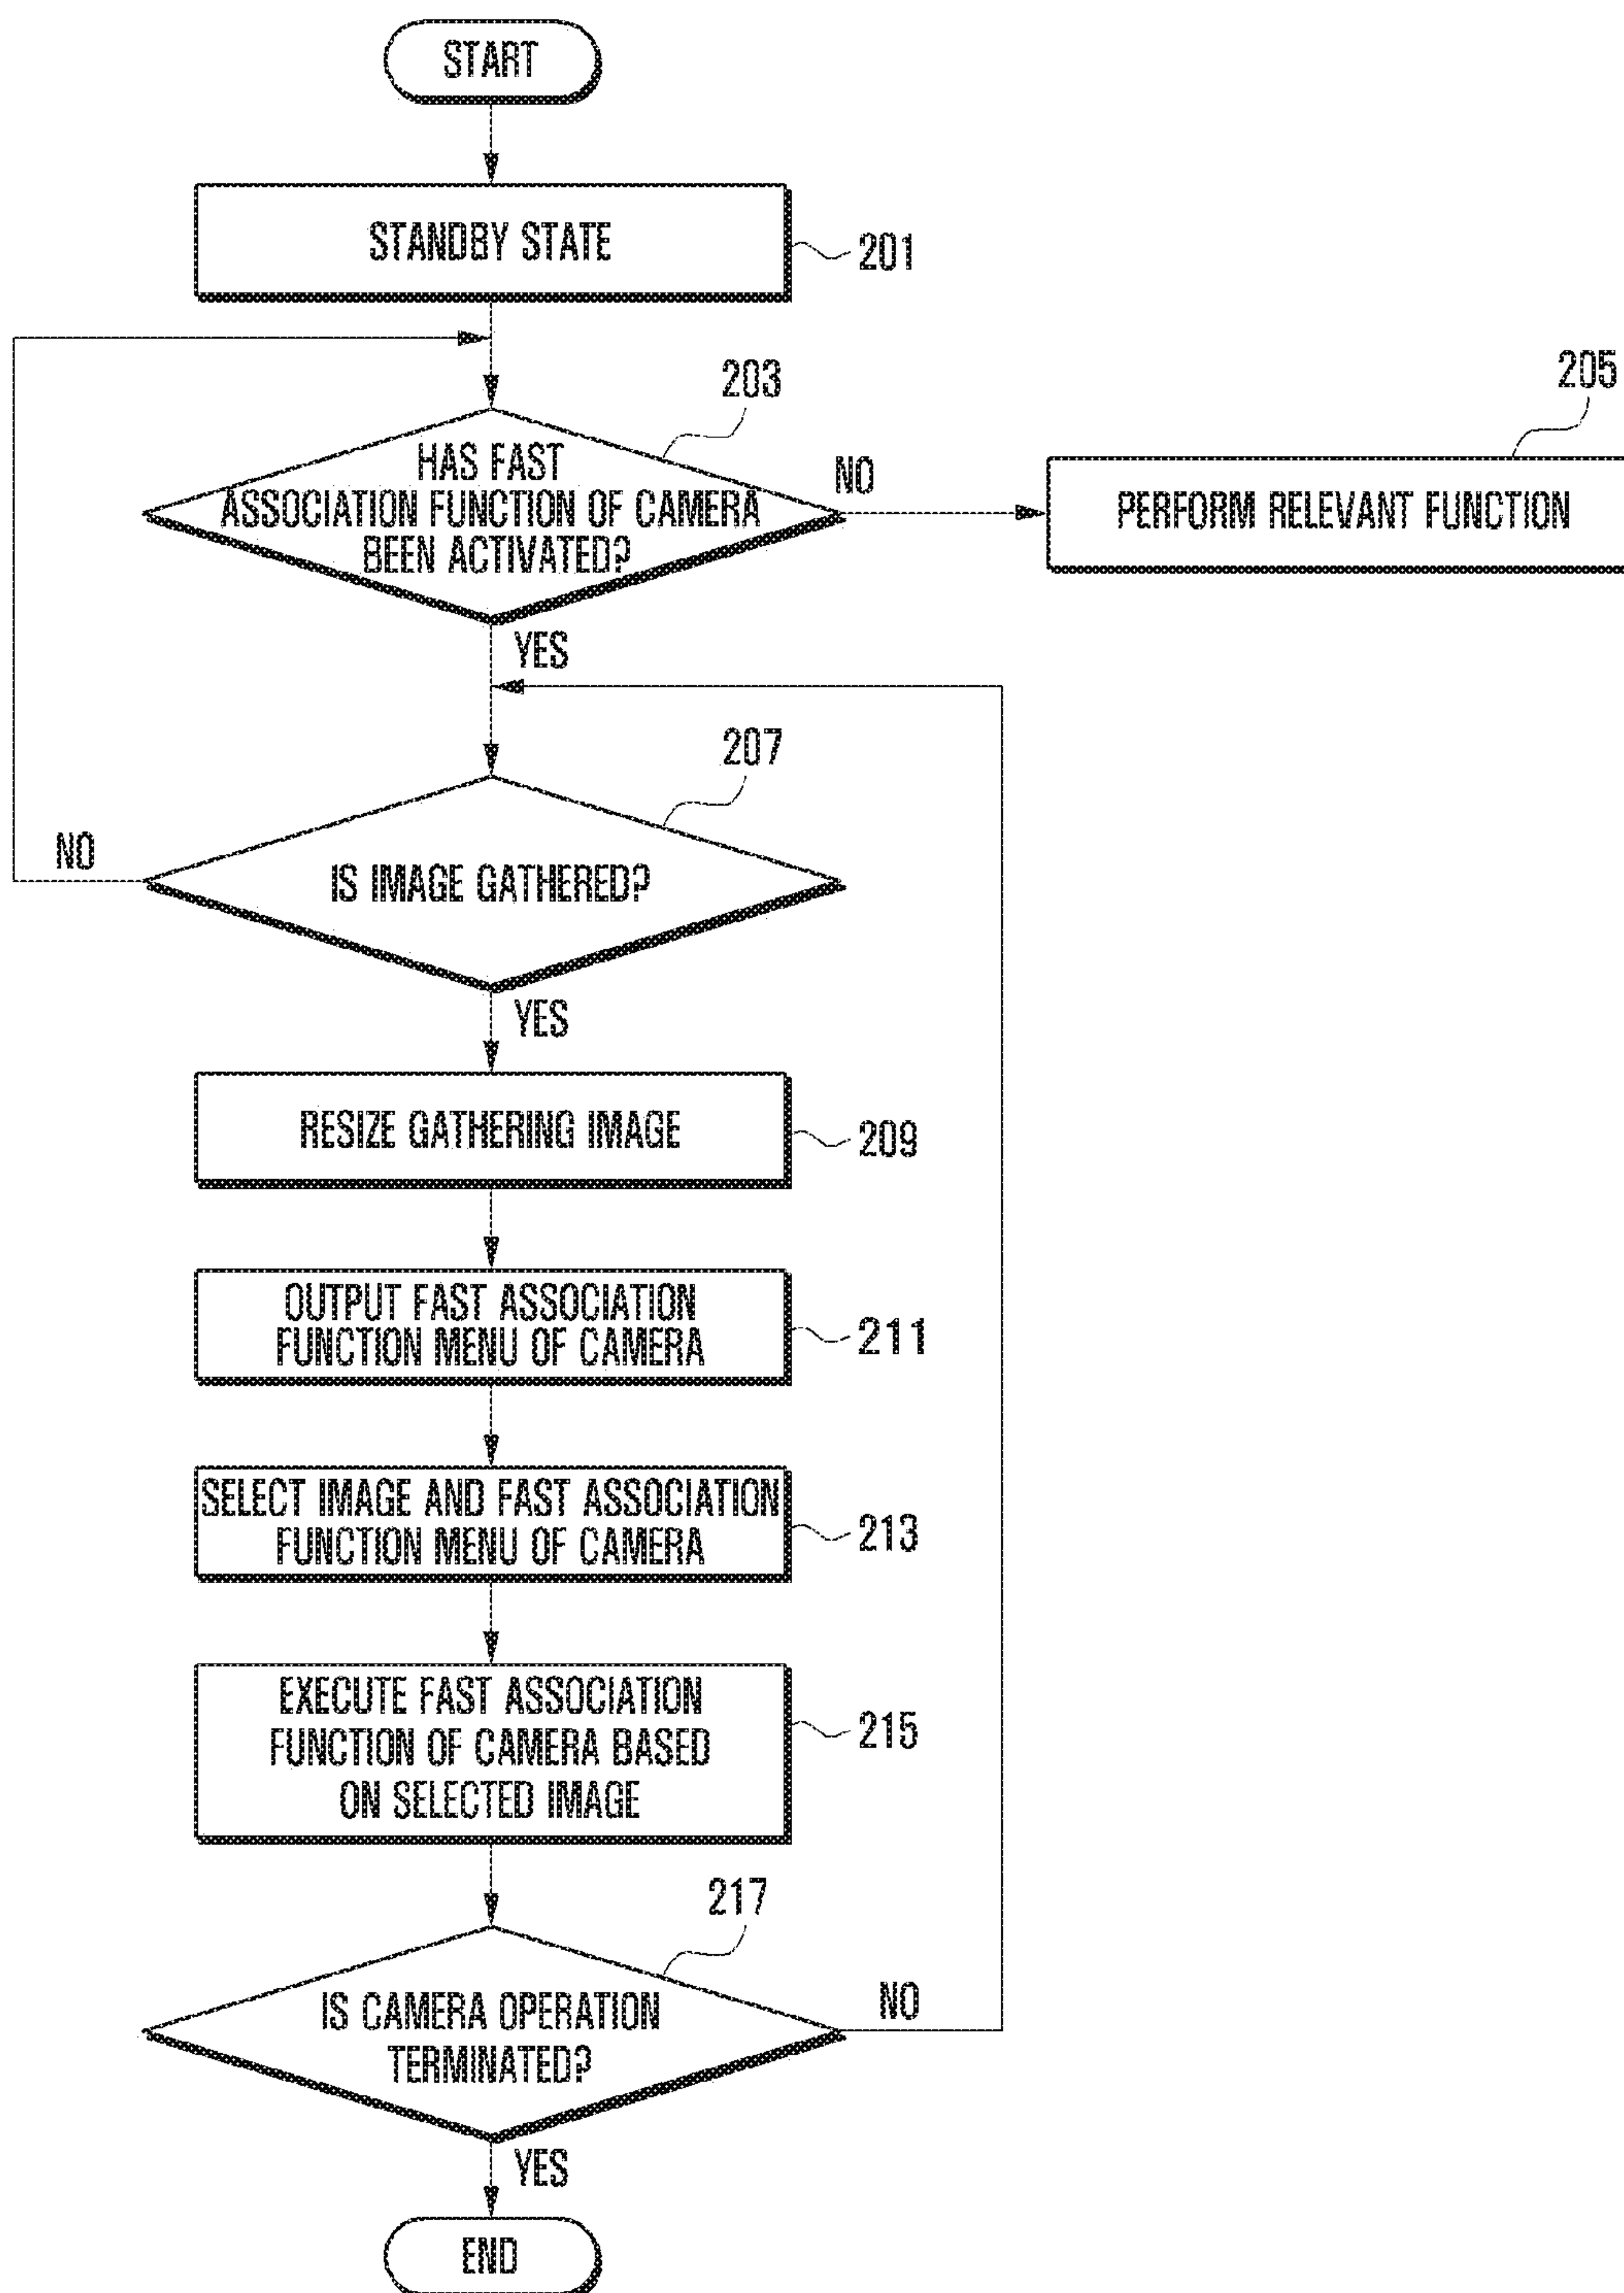 START
STANDBY STATE
201
203
HAS FAST
ASSOCIATION FUNCTION OF CAMERA
BEEN ACTIVATED?
NO
205
PERFORM RELEVANT FUNCTION
YES
207
IS IMAGE GATHERED?
NO
YES
RESIZE GATHERING IMAGE
209
OUTPUT FAST ASSOCIATION
FUNCTION MENU OF CAMERA
211
SELECT IMAGE AND FAST ASSOCIATION
FUNCTION MENU OF CAMERA
213
EXECUTE FAST ASSOCIATION
FUNCTION OF CAMERA BASED
ON SELECTED IMAGE
215
217
IS CAMERA OPERATION
TERMINATED?
NO
YES
END